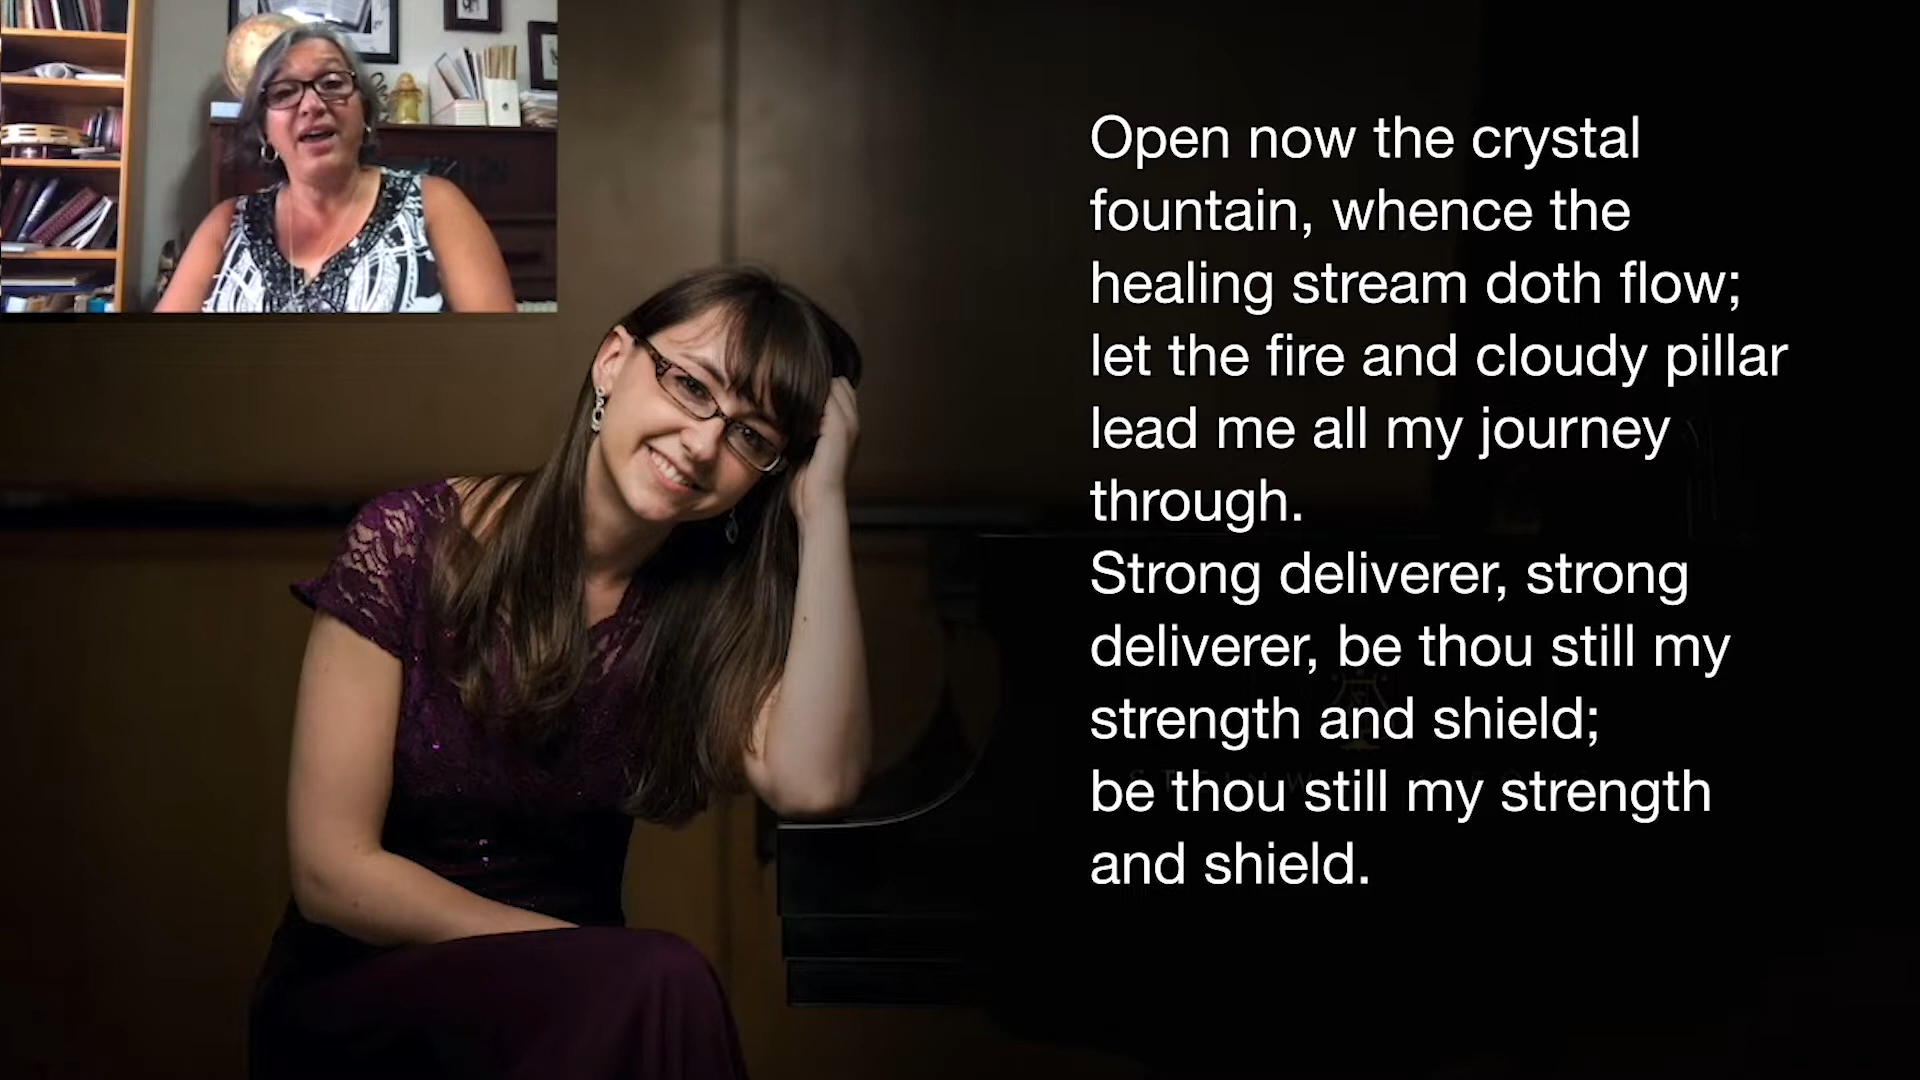 Open now the crystal
fountain, whence the
healing stream doth flow;
let the fire and cloudy pillar
lead me all my journey
through.
Strong deliverer, strong
deliverer, be thou still my
strength and shield;
be thou still my strength
and shield.